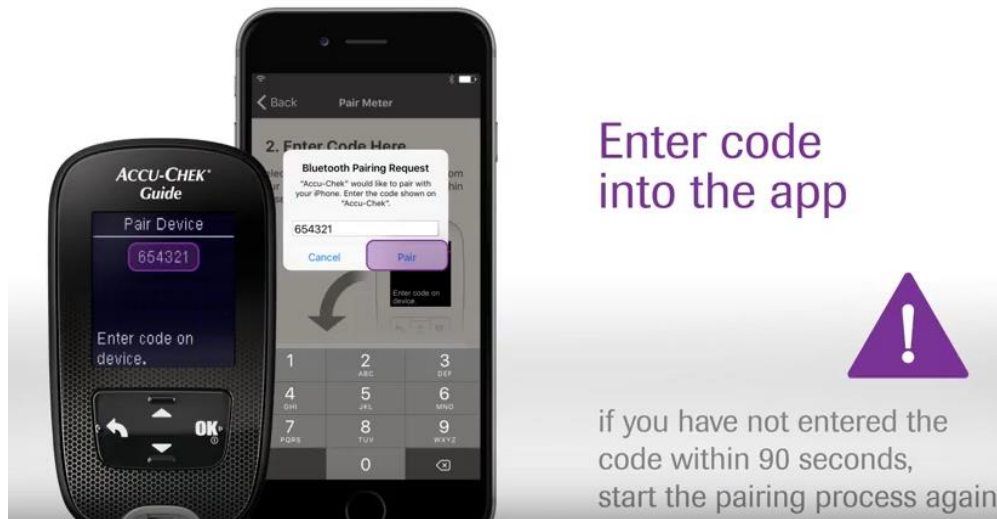 Enter code
into the app
if you have not entered the
code within 90 seconds,
start the pairing process again
ACCU-CHEK
Guide
Pair Device
654321
Enter code on
device.
OK
Back
Pair Meter
2. Enter Code Here
Bluetooth Pairing Request
"Accu-Chek" would like to pair with
your iPhone. Enter the code shown on
"Accu-Chek".
654321
Cancel
Pair
Enter code on
device.
1
2
ABC
3
DEF
4
GHI
5
JKL
6
MNO
7
PQRS
8
TUV
9
WXYZ
0